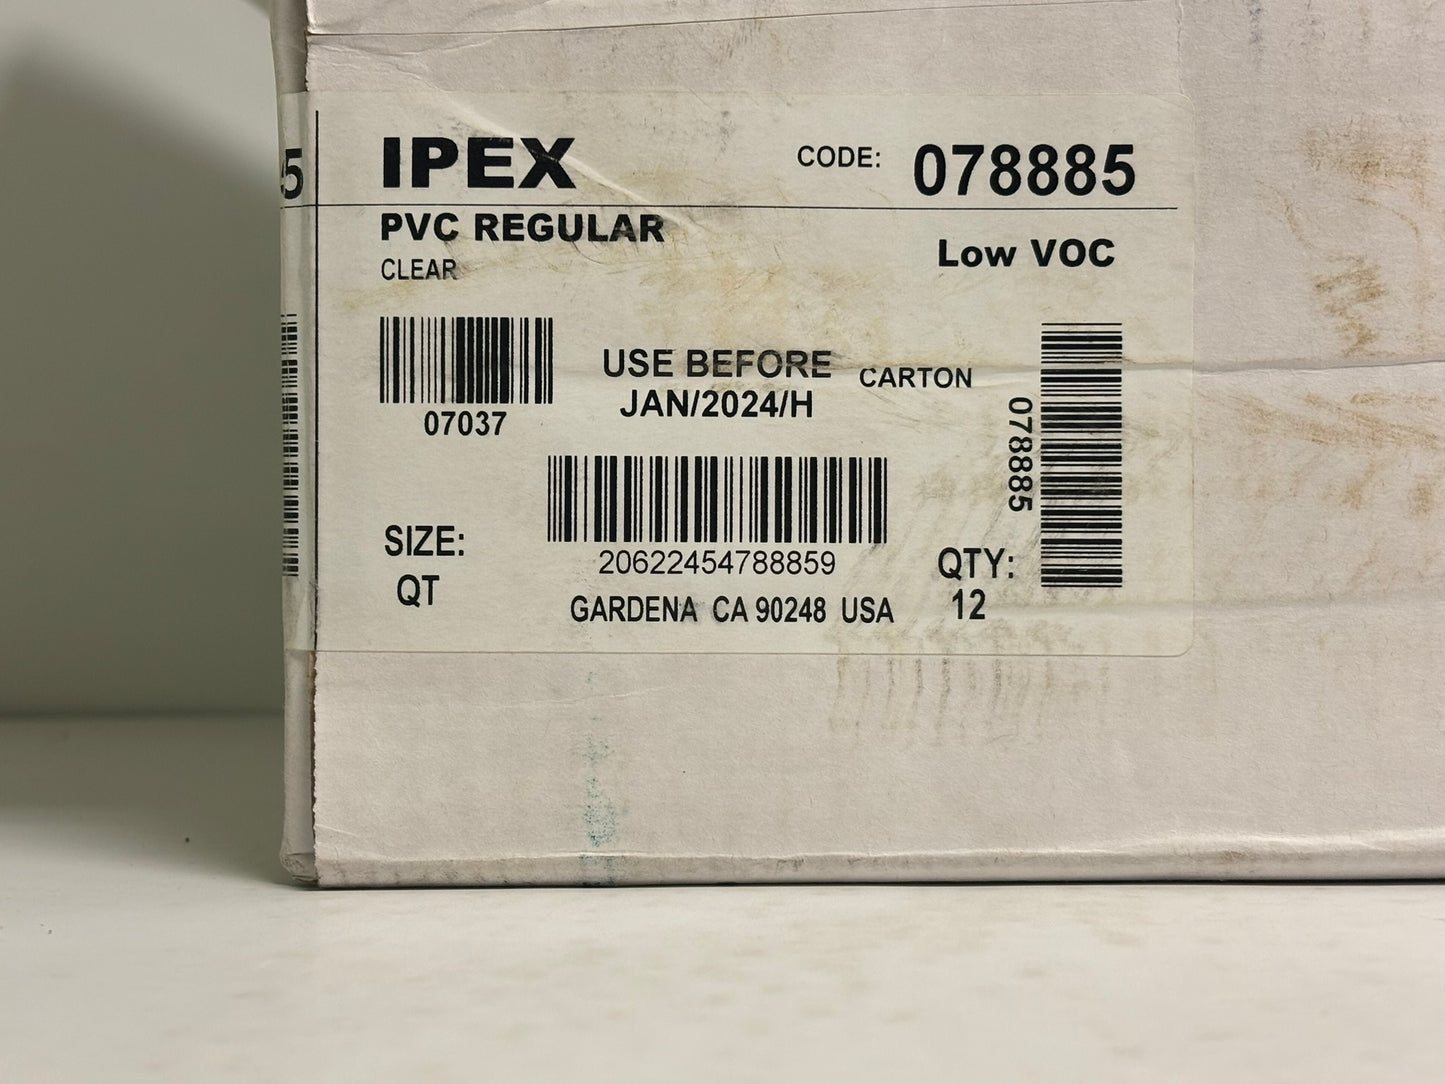 IPEX
CODE: 078885
5
PVC REGULAR
Low VOC
CLEAR
USE BEFORE
CARTON
JAN/2024/H
07037
078885
20622454788859
SIZE:
QT
QTY:
12
GARDENA CA 90248 USA